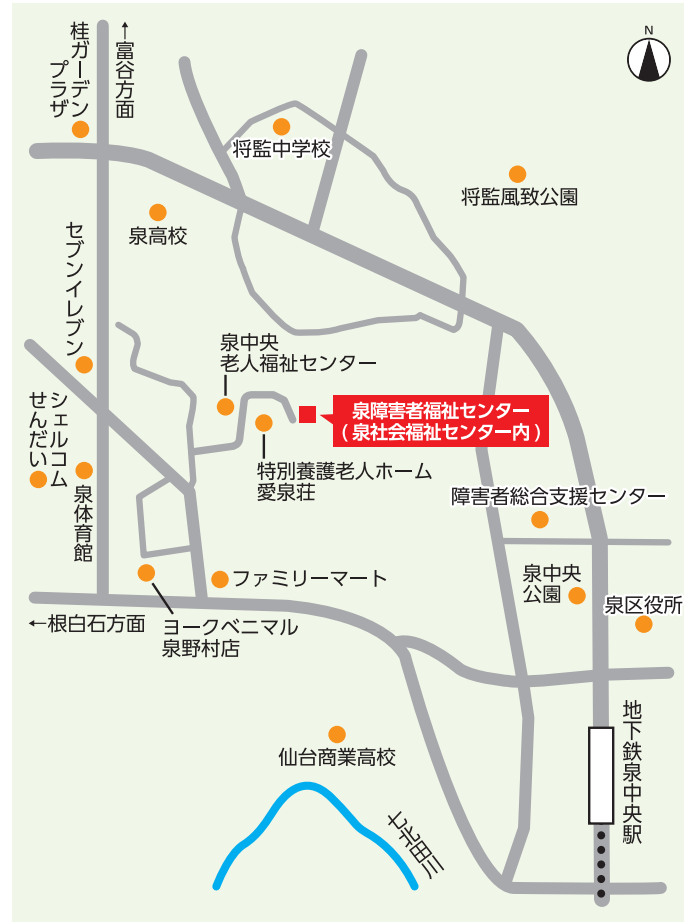 N
↑富谷方面
桂ガーデン
プラザ
将監中学校
将監風致公園
泉高校
セブンイレブン
泉中央
老人福祉センター
泉障害者福祉センター
(泉社会福祉センター内)
シェルコム
せんだい
特別養護老人ホーム
愛泉荘
障害者総合支援センター
泉体育館
ファミリーマート
泉中央
公園
泉区役所
←根白石方面
ヨークベニマル
泉野村店
地下鉄泉中央駅
仙台商業高校
七北田川